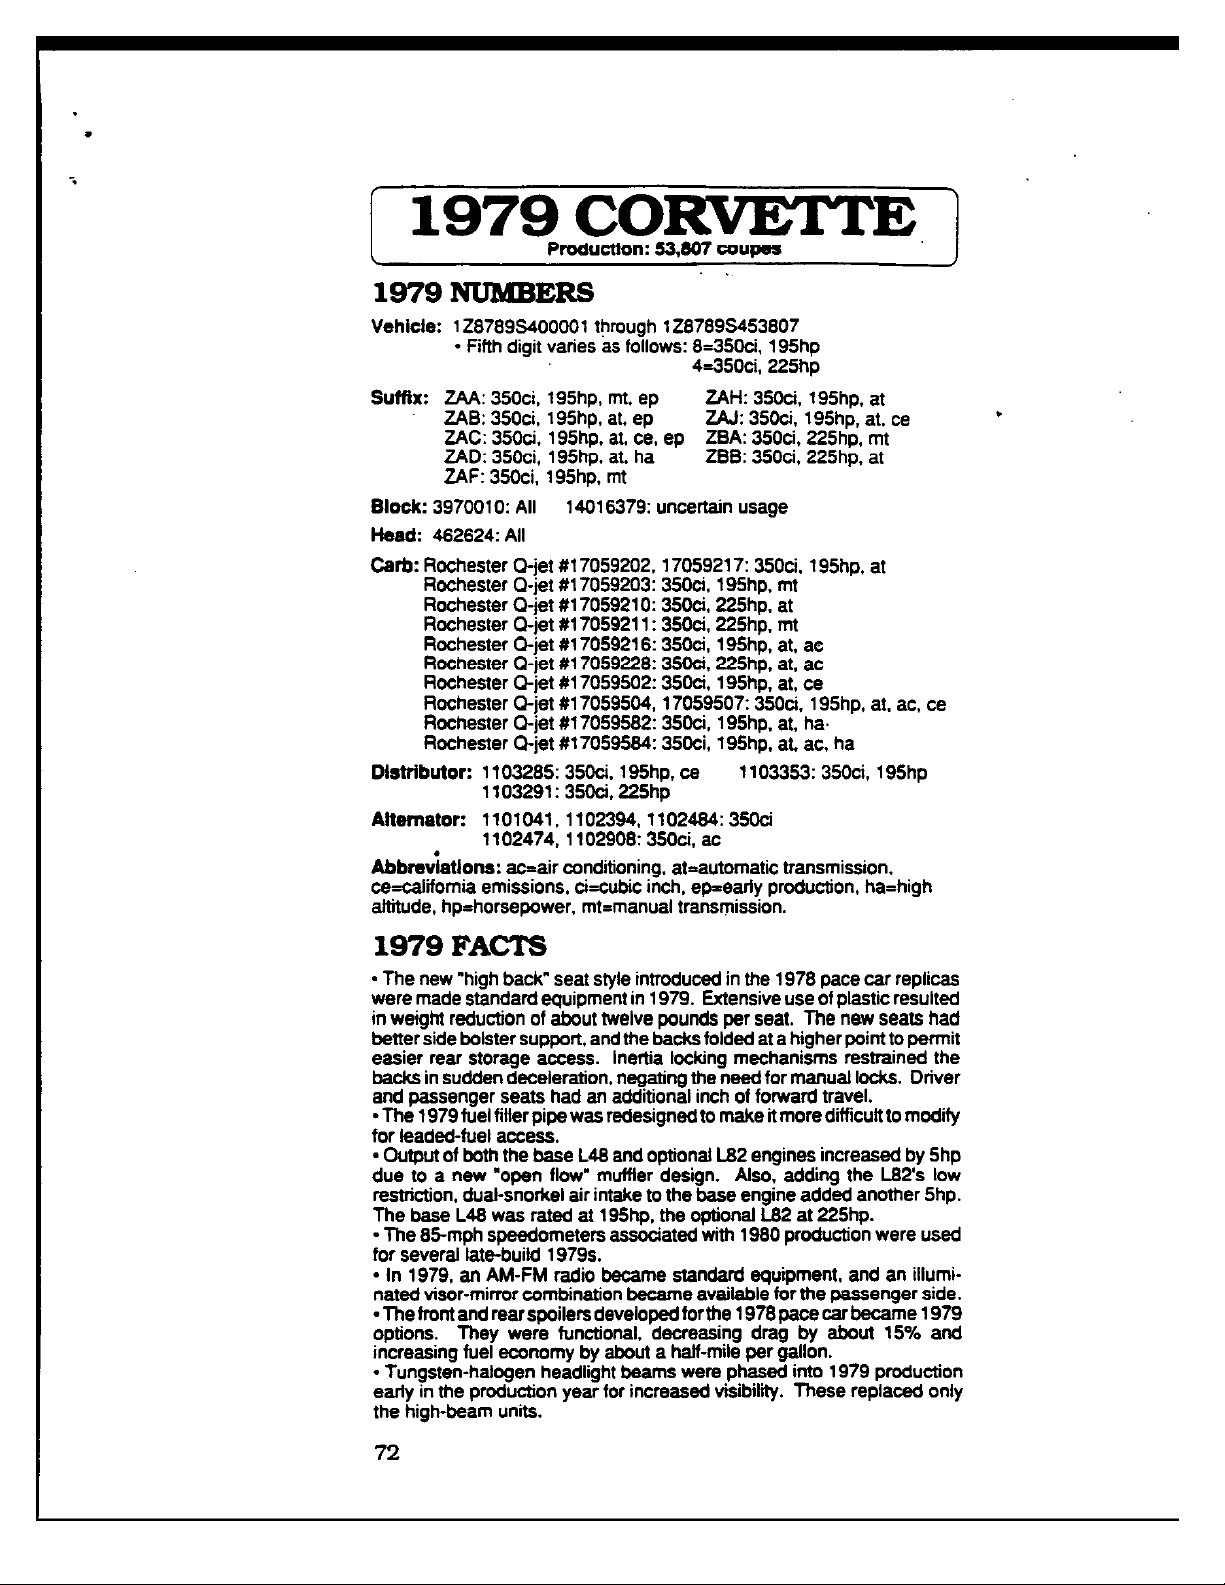 1979 CORVETTE
Production: 53,807 coupes
1979 NUMBERS
Vehicle: 1Z8789S400001 through 1Z8789S453807
• Fifth digit varies as follows: 8=350ci, 195hp
4=350ci, 225hp
Suffix: ZAA: 350ci, 195hp, mt, ep ZAH: 350ci, 195hp, at
ZAB: 350ci, 195hp, at, ep ZAJ: 350ci, 195hp, at, ce
ZAC: 350ci, 195hp, at, ce, ep ZBA: 350ci, 225hp, mt
ZAD: 350ci, 195hp, at, ha ZBB: 350ci, 225hp, at
ZAF: 350ci, 195hp, mt
Block: 3970010: All 14016379: uncertain usage
Head: 462624: All
Carb: Rochester Q-jet #17059202, 17059217: 350ci, 195hp, at
Rochester Q-jet #17059203: 350ci, 195hp, mt
Rochester Q-jet #17059210: 350ci, 225hp, at
Rochester Q-jet #17059211: 350ci, 225hp, mt
Rochester Q-jet #17059216: 350ci, 195hp, at, ac
Rochester Q-jet #17059228: 350ci, 225hp, at, ac
Rochester Q-jet #17059502: 350ci, 195hp, at, ce
Rochester Q-jet #17059504, 17059507: 350ci, 195hp, at, ac, ce
Rochester Q-jet #17059582: 350ci, 195hp, at, ha
Rochester Q-jet #17059584: 350ci, 195hp, at, ac, ha
Distributor: 1103285: 350ci, 195hp, ce 1103353: 350ci, 195hp
1103291: 350ci, 225hp
Alternator: 1101041, 1102394, 1102484: 350ci
1102474, 1102908: 350ci, ac
Abbreviations: ac=air conditioning, at=automatic transmission,
ce=california emissions, ci=cubic inch, ep=early production, ha=high
altitude, hp=horsepower, mt=manual transmission.
1979 FACTS
• The new "high back" seat style introduced in the 1978 pace car replicas
were made standard equipment in 1979. Extensive use of plastic resulted
in weight reduction of about twelve pounds per seat. The new seats had
better side bolster support, and the backs folded at a higher point to permit
easier rear storage access. Inertia locking mechanisms restrained the
backs in sudden deceleration, negating the need for manual locks. Driver
and passenger seats had an additional inch of forward travel.
• The 1979 fuel filler pipe was redesigned to make it more difficult to modify
for leaded-fuel access.
• Output of both the base L48 and optional L82 engines increased by 5hp
due to a new "open flow" muffler design. Also, adding the L82's low
restriction, dual-snorkel air intake to the base engine added another 5hp.
The base L48 was rated at 195hp, the optional L82 at 225hp.
• The 85-mph speedometers associated with 1980 production were used
for several late-build 1979s.
• In 1979, an AM-FM radio became standard equipment, and an illumi-
nated visor-mirror combination became available for the passenger side.
• The front and rear spoilers developed for the 1978 pace car became 1979
options. They were functional, decreasing drag by about 15% and
increasing fuel economy by about a half-mile per gallon.
• Tungsten-halogen headlight beams were phased into 1979 production
early in the production year for increased visibility. These replaced only
the high-beam units.
72